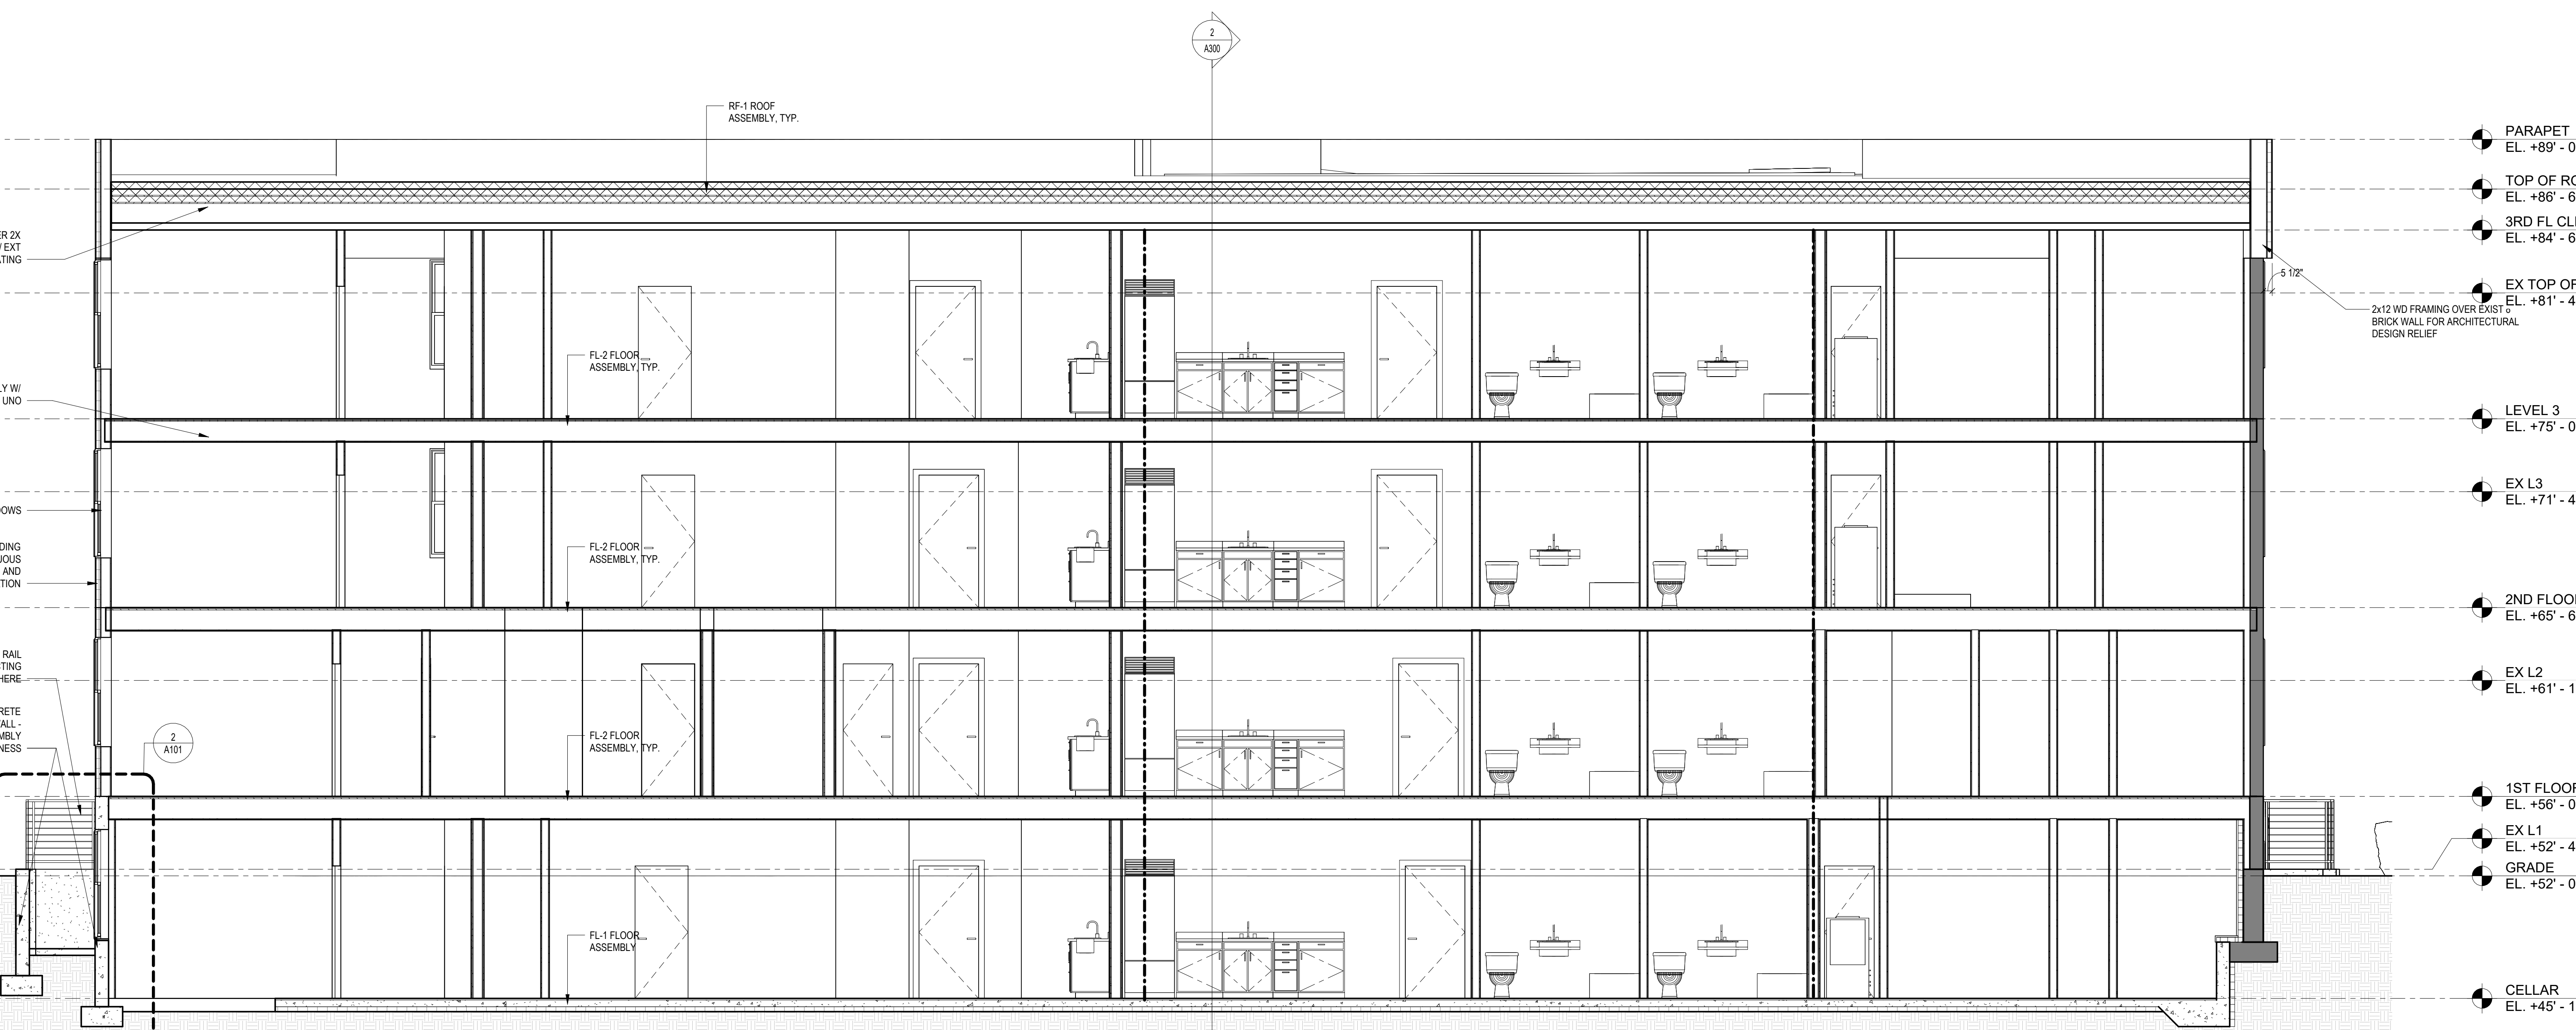 2
A300
RF-1 ROOF
ASSEMBLY, TYP.
PARAPET
EL. +89' - 0
TOP OF RO
EL. +86' - 6
3RD FL CL
EL. +84' - 6
ER 2X
/ EXT
ATING
5 1/2"
EX TOP OF
EL. +81' - 4
2x12 WD FRAMING OVER EXIST
BRICK WALL FOR ARCHITECTURAL
DESIGN RELIEF
FL-2 FLOOR
ASSEMBLY, TYP.
LY W/
UNO
LEVEL 3
EL. +75' - 0
EX L3
EL. +71' - 4
OWS
DING
UOUS
AND
TION
FL-2 FLOOR
ASSEMBLY, TYP.
2ND FLOOR
EL. +65' - 6
RAIL
STING
HERE
EX L2
EL. +61' - 1
RETE
ALL -
MBLY
NESS
2
A101
FL-2 FLOOR
ASSEMBLY, TYP.
1ST FLOOR
EL. +56' - 0
EX L1
EL. +52' - 4
GRADE
EL. +52' - 0
FL-1 FLOOR
ASSEMBLY
CELLAR
EL. +45' - 1